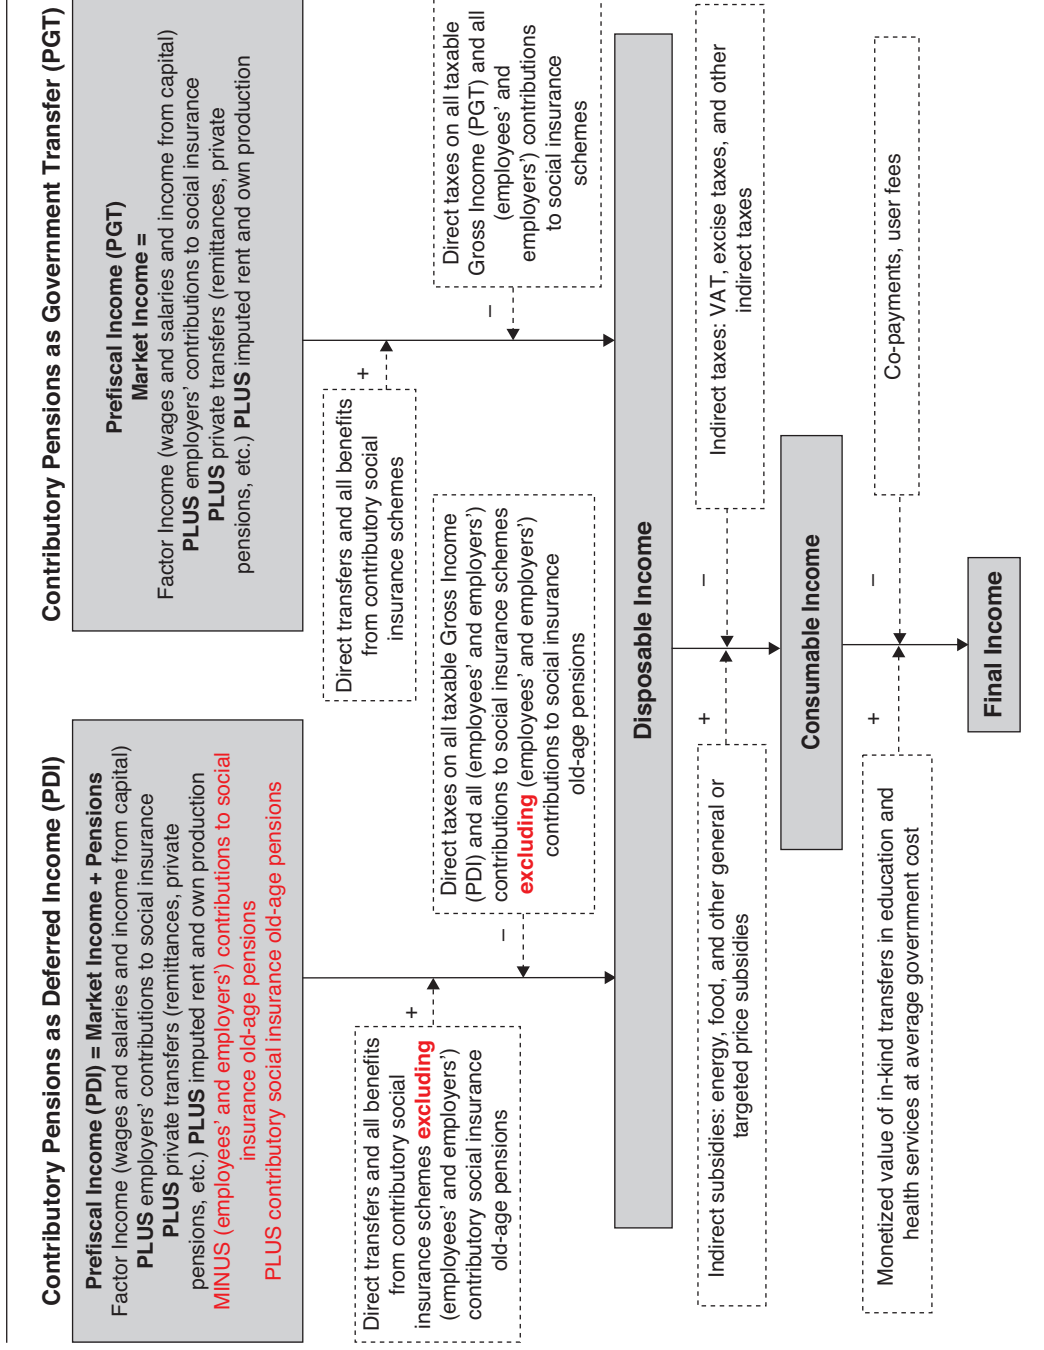 Contributory Pensions as Deferred Income (PDI)
Prefiscal Income (PDI) = Market Income + Pensions
Factor Income (wages and salaries and income from capital)
PLUS employers' contributions to social insurance
PLUS private transfers (remittances, private
pensions, etc.) PLUS imputed rent and own production
MINUS (employees' and employers') contributions to social
insurance old-age pensions
PLUS contributory social insurance old-age pensions
Contributory Pensions as Government Transfer (PGT)
Prefiscal Income (PGT)
Market Income =
Factor Income (wages and salaries and income from capital)
PLUS employers' contributions to social insurance
PLUS private transfers (remittances, private
pensions, etc.) PLUS imputed rent and own production
Direct transfers and all benefits
from contributory social
insurance schemes excluding
(employees' and employers')
contributory social insurance
old-age pensions
+
Direct taxes on all taxable Gross Income
(PDI) and all (employees' and employers')
contributions to social insurance schemes
excluding (employees' and employers')
contributions to social insurance
old-age pensions
–
Direct transfers and all benefits
from contributory social
insurance schemes
+
Direct taxes on all taxable
Gross Income (PGT) and all
(employees' and
employers') contributions
to social insurance
schemes
–
Disposable Income
Indirect subsidies: energy, food, and other general or
targeted price subsidies
+
–
Indirect taxes: VAT, excise taxes, and other
indirect taxes
Consumable Income
Monetized value of in-kind transfers in education and
health services at average government cost
+
–
Co-payments, user fees
Final Income